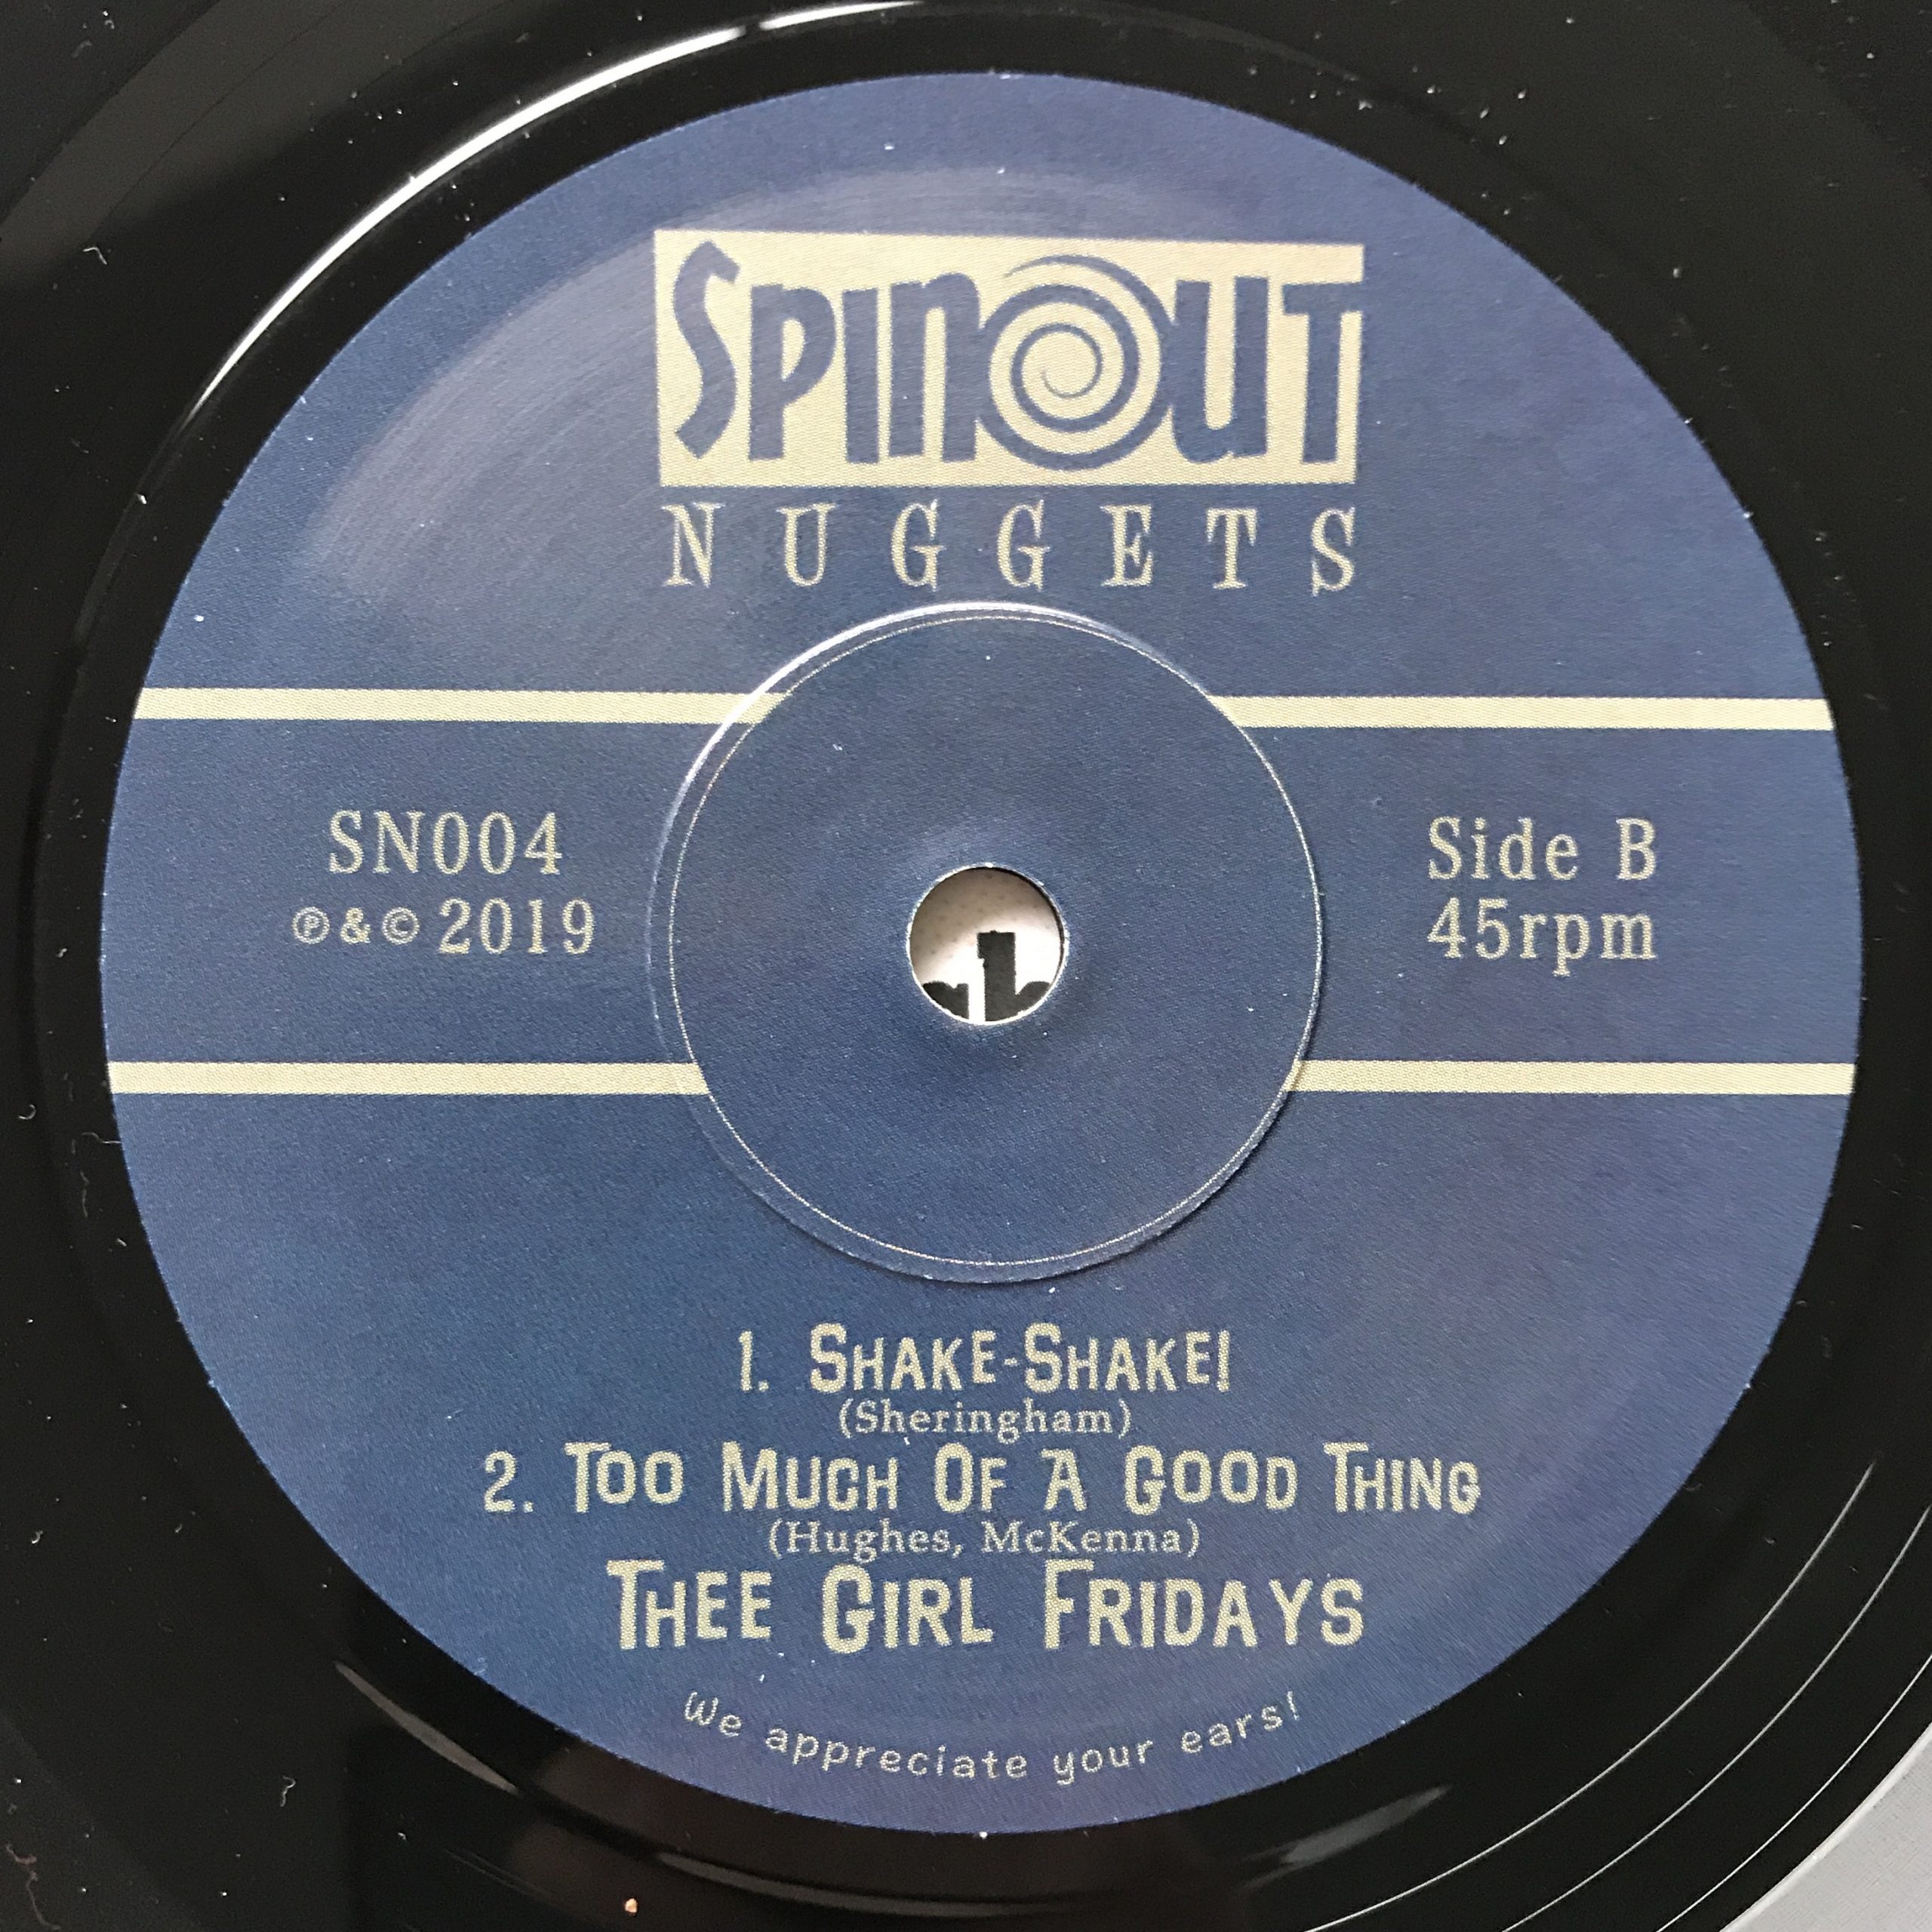 SPINOUT
NUGGETS
SN004
℗ & © 2019
Side B
45rpm
1. SHAKE-SHAKE!
(Sheringham)
2. TOO MUCH OF A GOOD THING
(Hughes, McKenna)
THEE GIRL FRIDAYS
We appreciate your ears!